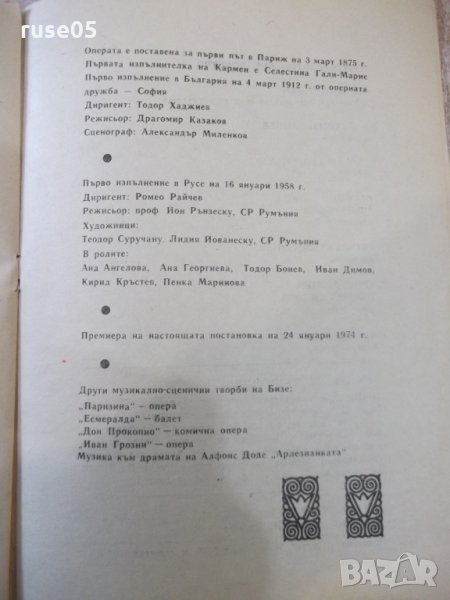 ruse05
Операта е поставена за първи път в Париж на 3 март 1875 г.
Първата изпълнителка на Кармен е Селестина Гали-Марие
Първо изпълнение в България на 4 март 1912 г. от оперната
дружба — София
Диригент: Тодор Хаджиев
Режисьор: Драгомир Казаков
Сценограф: Александър Миленков
Първо изпълнение в Русе на 16 януари 1958 г.
Диригент: Ромео Райчев
Режисьор: проф Йон Рънзеску, СР Румъния
Художници:
Теодор Суручану, Лидия Йованеску, СР Румъния
В ролите:
Ана Ангелова, Ана Георгиева, Тодор Бонев, Иван Димов,
Кирил Кръстев, Пенка Маринова
Премиера на настоящата постановка на 24 януари 1974 г.
Други музикално-сценични творби на Бизе:
„Паризина" — опера
„Есмералда" — балет
„Дон Прокопио" — комична опера
„Иван Грозни" — опера
Музика към драмата на Алфонс Доде „Арлезианката"
BAZAR
.bg